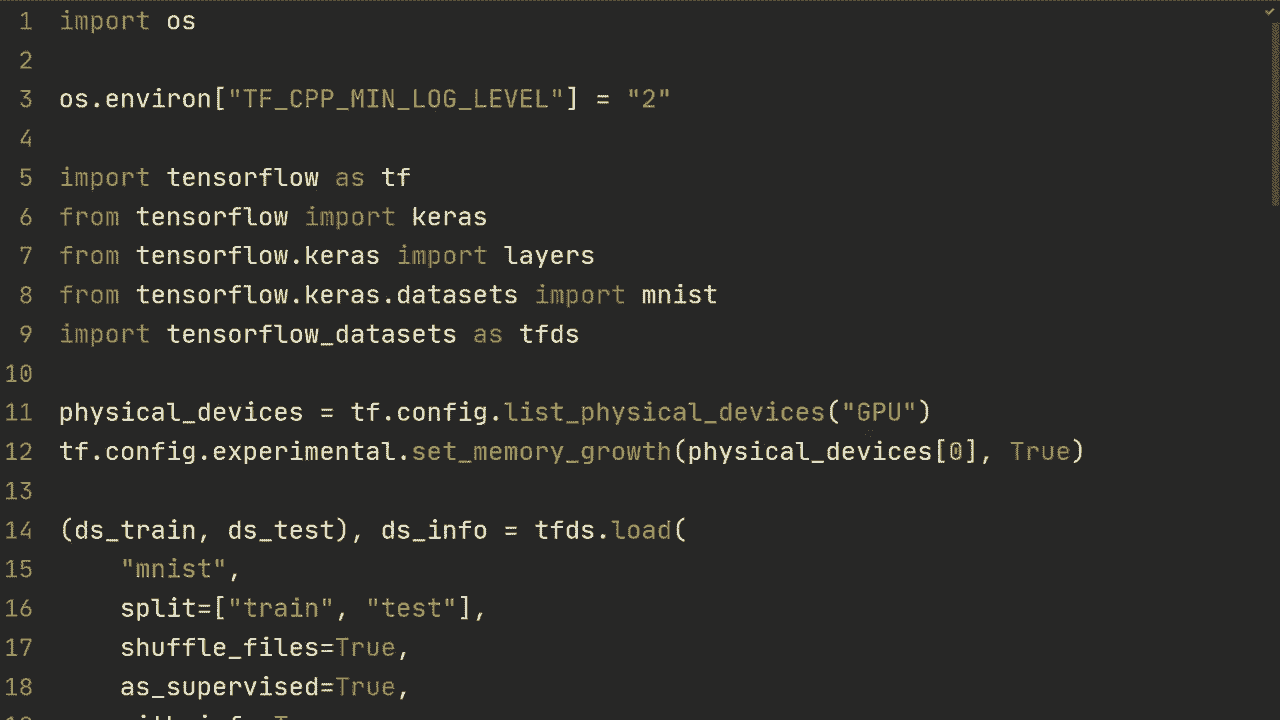 1 import os
2
3 os.environ["TF_CPP_MIN_LOG_LEVEL"] = "2"
4
5 import tensorflow as tf
6 from tensorflow import keras
7 from tensorflow.keras import layers
8 from tensorflow.keras.datasets import mnist
9 import tensorflow_datasets as tfds
10
11 physical_devices = tf.config.list_physical_devices("GPU")
12 tf.config.experimental.set_memory_growth(physical_devices[0], True)
13
14 (ds_train, ds_test), ds_info = tfds.load(
15     "mnist",
16     split=["train", "test"],
17     shuffle_files=True,
18     as_supervised=True,